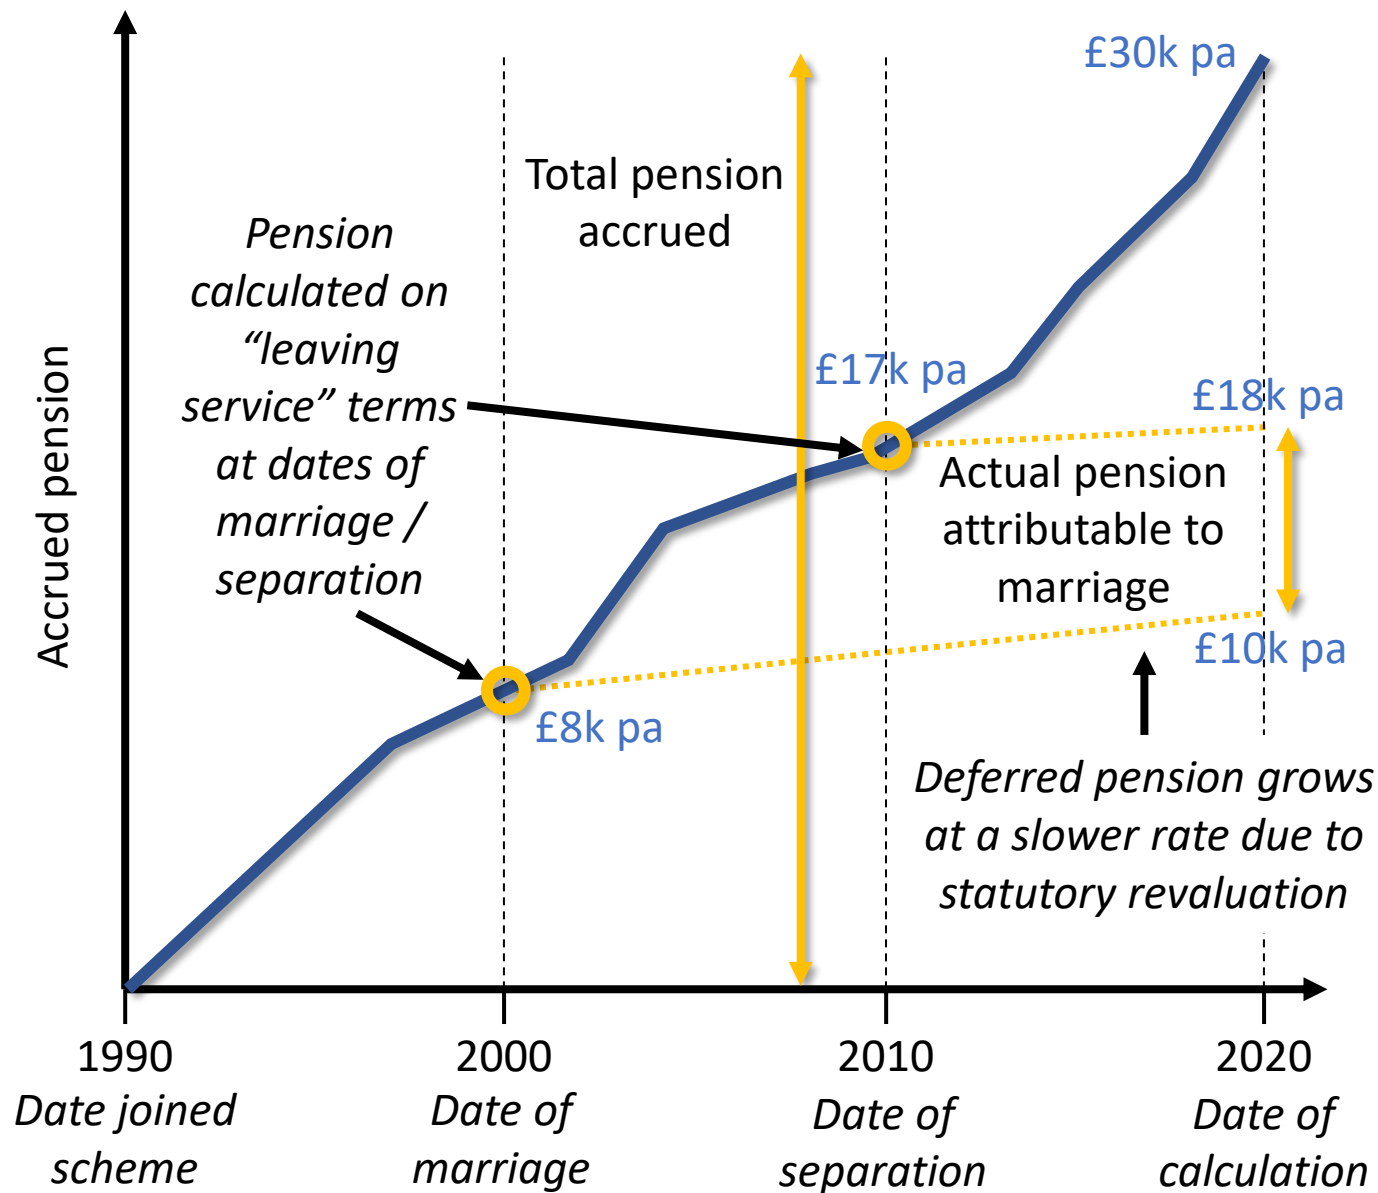 £30k pa
Total pension
accrued
Pension
calculated on
“leaving
service” terms
at dates of
marriage /
separation
£17k pa
£18k pa
Actual pension
attributable to
marriage
£10k pa
£8k pa
Deferred pension grows
at a slower rate due to
statutory revaluation
Accrued pension
1990
Date joined
scheme
2000
Date of
marriage
2010
Date of
separation
2020
Date of
calculation